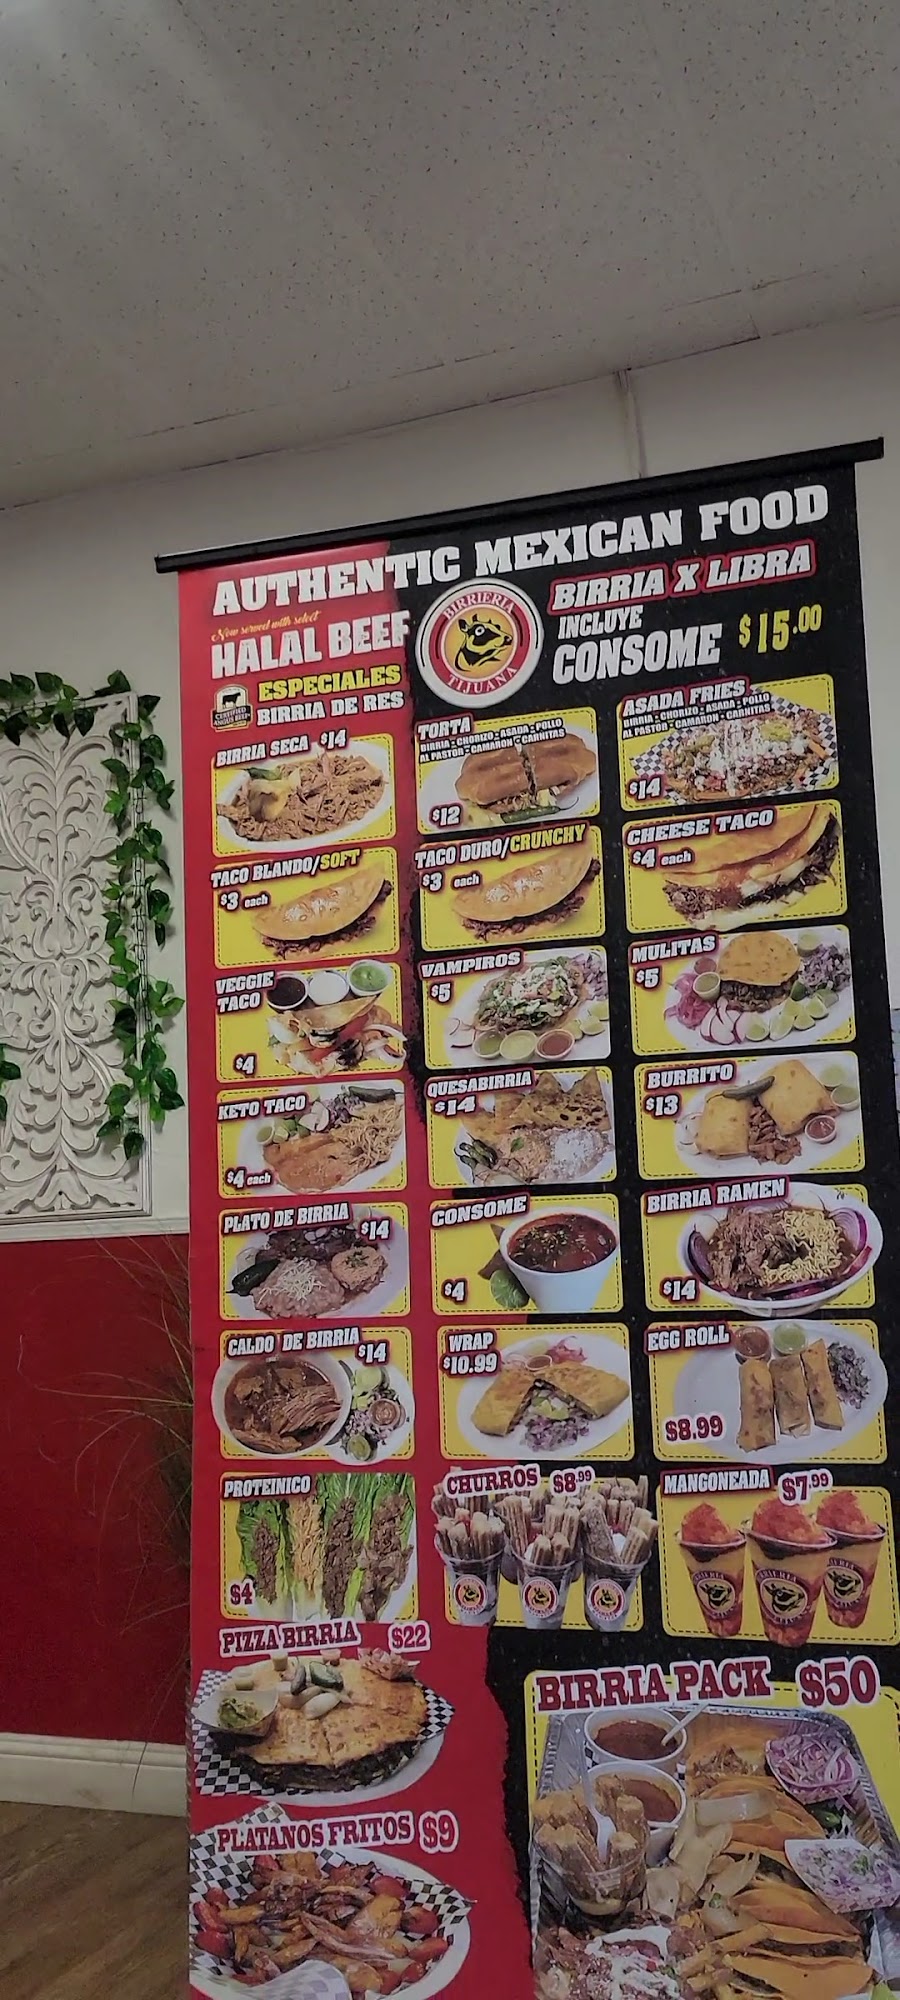 AUTHENTIC MEXICAN FOOD
Now served with select
HALAL BEEF
CERTIFIED
ANGUS BEEF
ESPECIALES
BIRRIA DE RES
BIRRIERIA
TIJUANA
BIRRIA X LIBRA
INCLUYE
CONSOME $15.00
BIRRIA SECA $14
TORTA
BIRRIA - CHORIZO - ASADA - POLLO
AL PASTOR - CAMARON - CARNITAS
$12
ASADA FRIES
BIRRIA - CHORIZO - ASADA - POLLO
AL PASTOR - CAMARON - CARNITAS
$14
TACO BLANDO/SOFT
$3 each
TACO DURO/CRUNCHY
$3 each
CHEESE TACO
$4 each
VEGGIE
TACO
$4
VAMPIROS
$5
MULITAS
$5
KETO TACO
$4 each
QUESABIRRIA
$14
BURRITO
$13
PLATO DE BIRRIA $14
CONSOME
$4
BIRRIA RAMEN
$14
CALDO DE BIRRIA $14
WRAP
$10.99
EGG ROLL
$8.99
PROTEINICO
$4
CHURROS $8.99
MANGONEADA $7.99
PIZZA BIRRIA $22
BIRRIA PACK $50
PLATANOS FRITOS $9